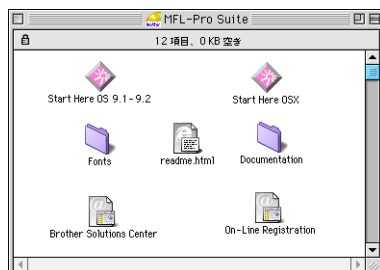 MFL-Pro Suite
12 項目、0 KB 空き
Start Here OS 9.1-9.2
Start Here OSX
Fonts
readme.html
Documentation
Brother Solutions Center
On-Line Registration